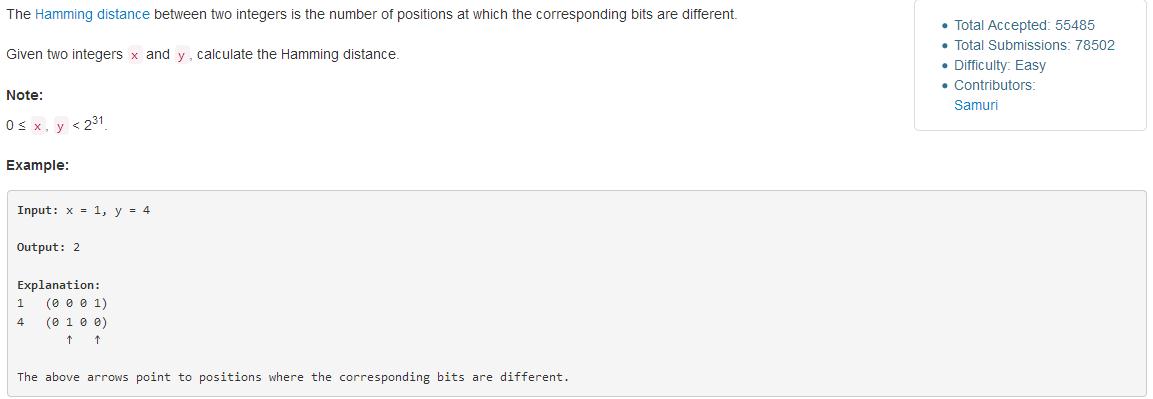 The Hamming distance between two integers is the number of positions at which the corresponding bits are different.
Given two integers x and y, calculate the Hamming distance.
Note:
0 ≤ x, y < 2³¹.
Example:
Input: x = 1, y = 4
Output: 2
Explanation:
1   (0 0 0 1)
4   (0 1 0 0)
       ↑   ↑
The above arrows point to positions where the corresponding bits are different.
• Total Accepted: 55485
• Total Submissions: 78502
• Difficulty: Easy
• Contributors:
Samuri